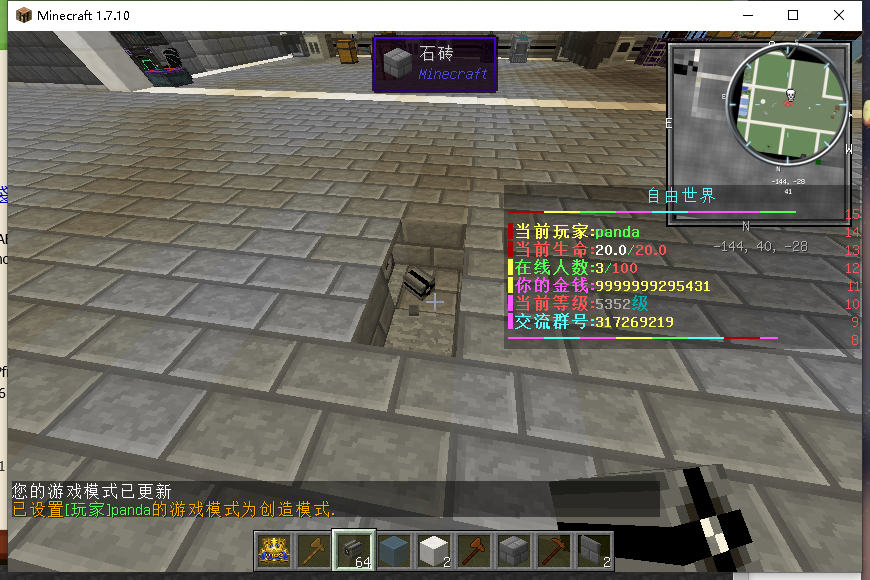 Minecraft 1.7.10
石砖
Minecraft
E
W
N
-144, -28
41
E
W
N
-144, 40, -28
自由世界
15
当前玩家:panda 14
当前生命:20.0/20.0 13
在线人数:3/100 12
你的金钱:9999999295431 11
当前等级:5352级 10
交流群号:317269219 9
8
您的游戏模式已更新
已设置[玩家]panda的游戏模式为创造模式.
64
2
2